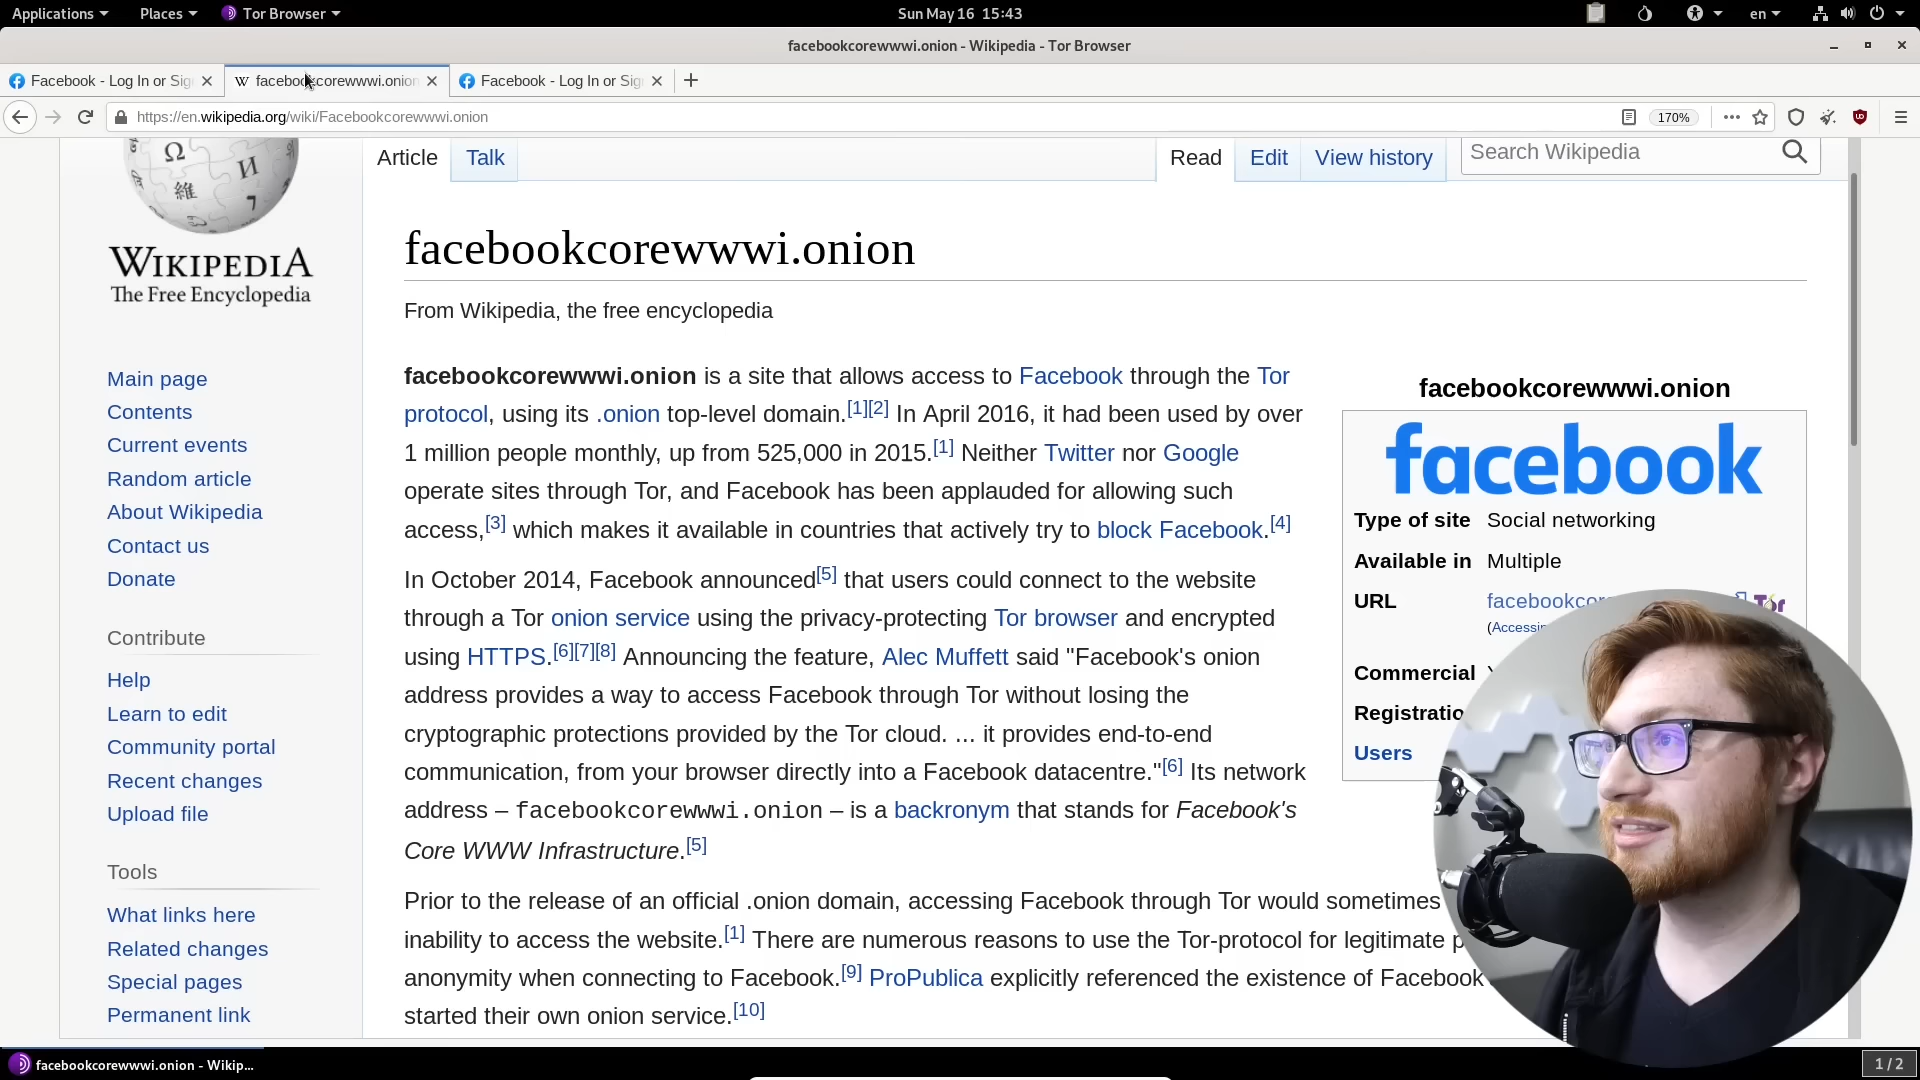 Applications Places Tor Browser Sun May 16 15:43 en
facebookcorewwwi.onion - Wikipedia - Tor Browser
Facebook - Log In or Sig facebookcorewwwi.onion Facebook - Log In or Sig
https://en.wikipedia.org/wiki/Facebookcorewwwi.onion 170%
Article Talk Read Edit View history Search Wikipedia
WIKIPEDIA
The Free Encyclopedia
Main page
Contents
Current events
Random article
About Wikipedia
Contact us
Donate
Contribute
Help
Learn to edit
Community portal
Recent changes
Upload file
Tools
What links here
Related changes
Special pages
Permanent link
facebookcorewwwi.onion
From Wikipedia, the free encyclopedia
facebookcorewwwi.onion is a site that allows access to Facebook through the Tor
protocol, using its .onion top-level domain.[1][2] In April 2016, it had been used by over
1 million people monthly, up from 525,000 in 2015.[1] Neither Twitter nor Google
operate sites through Tor, and Facebook has been applauded for allowing such
access,[3] which makes it available in countries that actively try to block Facebook.[4]
In October 2014, Facebook announced[5] that users could connect to the website
through a Tor onion service using the privacy-protecting Tor browser and encrypted
using HTTPS.[6][7][8] Announcing the feature, Alec Muffett said "Facebook's onion
address provides a way to access Facebook through Tor without losing the
cryptographic protections provided by the Tor cloud. ... it provides end-to-end
communication, from your browser directly into a Facebook datacentre."[6] Its network
address – facebookcorewwwi.onion – is a backronym that stands for Facebook's
Core WWW Infrastructure.[5]
Prior to the release of an official .onion domain, accessing Facebook through Tor would sometimes
inability to access the website.[1] There are numerous reasons to use the Tor-protocol for legitimate p
anonymity when connecting to Facebook.[9] ProPublica explicitly referenced the existence of Facebook
started their own onion service.[10]
facebookcorewwwi.onion
facebook
Type of site Social networking
Available in Multiple
URL facebookcor Tor
(Accessin
Commercial
Registratio
Users
facebookcorewwwi.onion - Wikip... 1 / 2